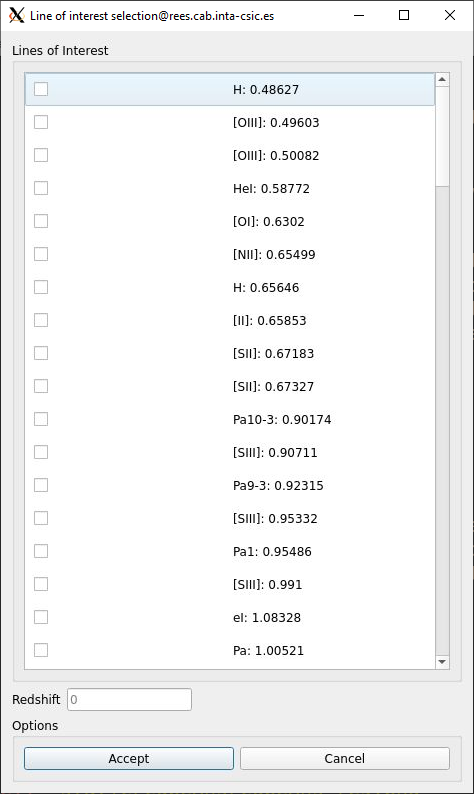 Line of interest selection@rees.cab.inta-csic.es
Lines of Interest
H: 0.48627
[OIII]: 0.49603
[OIII]: 0.50082
HeI: 0.58772
[OI]: 0.6302
[NII]: 0.65499
H: 0.65646
[II]: 0.65853
[SII]: 0.67183
[SII]: 0.67327
Pa10-3: 0.90174
[SIII]: 0.90711
Pa9-3: 0.92315
[SIII]: 0.95332
Pa1: 0.95486
[SIII]: 0.991
eI: 1.08328
Pa: 1.00521
Redshift 0
Options
Accept Cancel